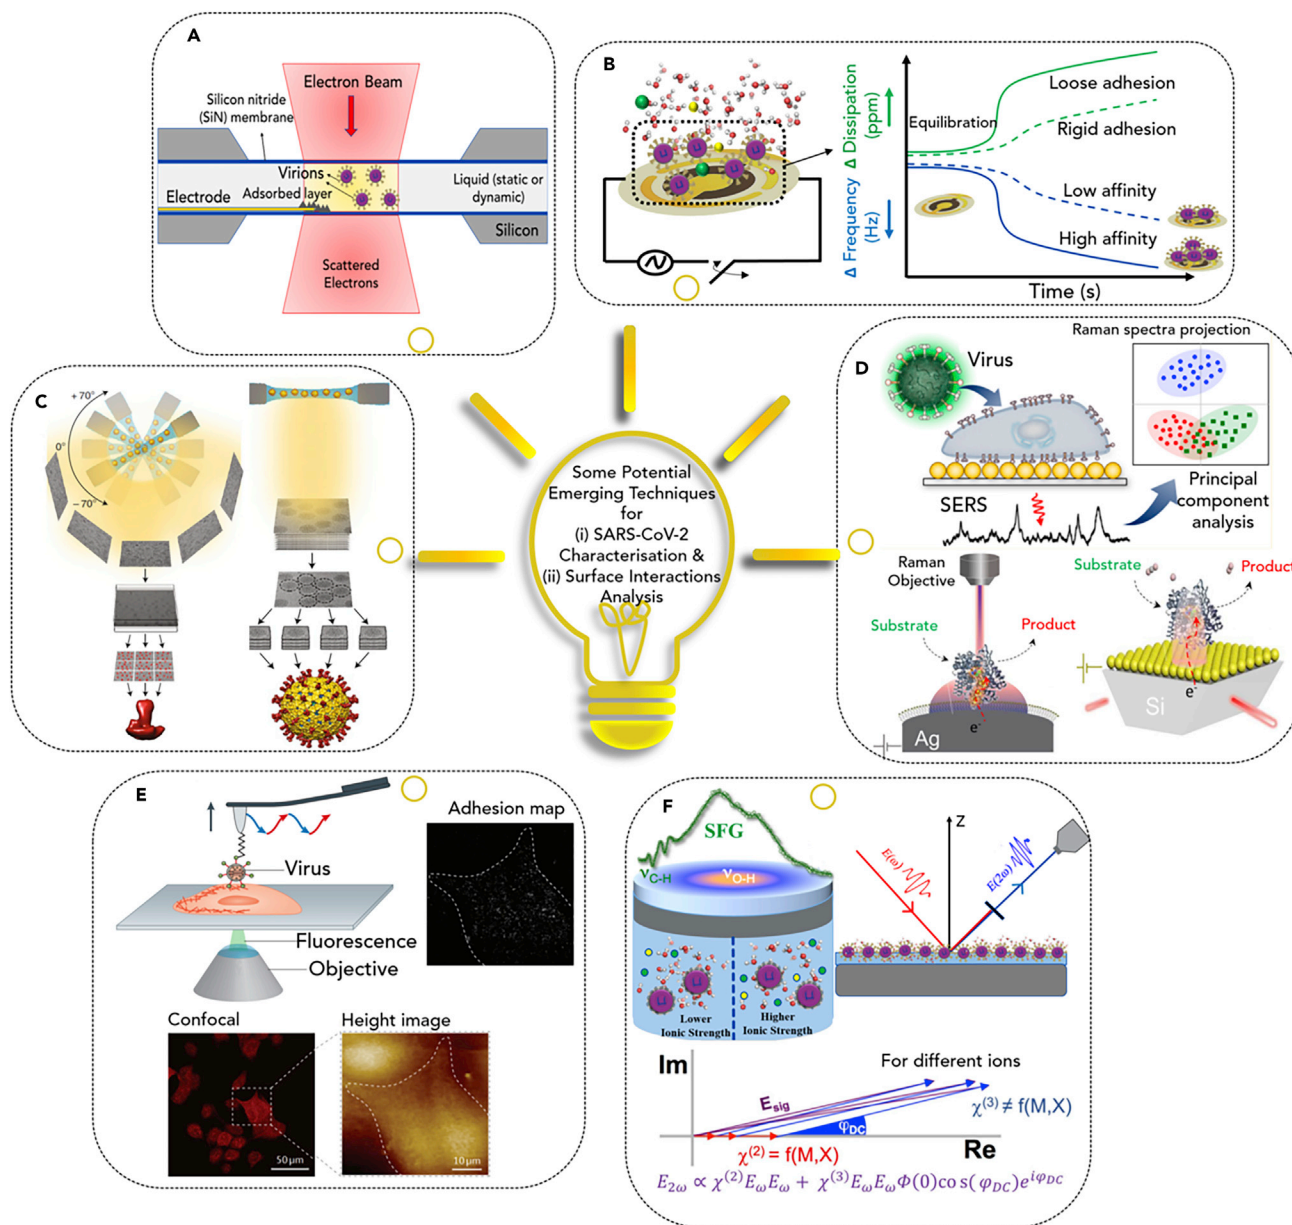 A
Electron Beam
Silicon nitride
(SiN) membrane
Virions
Adsorbed
layer
Electrode
Liquid (static or
dynamic)
Silicon
Scattered
Electrons
B
Δ Dissipation
(ppm)
Δ Frequency
(Hz)
Equilibration
Loose adhesion
Rigid adhesion
Low affinity
High affinity
Time (s)
C
+70°
0°
−70°
Some Potential
Emerging Techniques
for
(i) SARS-CoV-2
Characterisation &
(ii) Surface Interactions
Analysis
D
Virus
Raman spectra projection
SERS
Principal
component
analysis
Raman
Objective
Substrate
Product
e-
Ag
Substrate
Product
e-
Si
E
Virus
Fluorescence
Objective
Adhesion map
Confocal
50 μm
Height image
10 μm
F
SFG
νC-H
νO-H
Lower
Ionic Strength
Higher
Ionic Strength
Z
E(ω)
E(2ω)
Im
For different ions
Esig
χ(3) ≠ f(M,X)
φDC
χ(2) = f(M,X)
Re
E2ω ∝ χ(2)EωEω + χ(3)EωEωΦ(0)cos(φDC)eiφDC